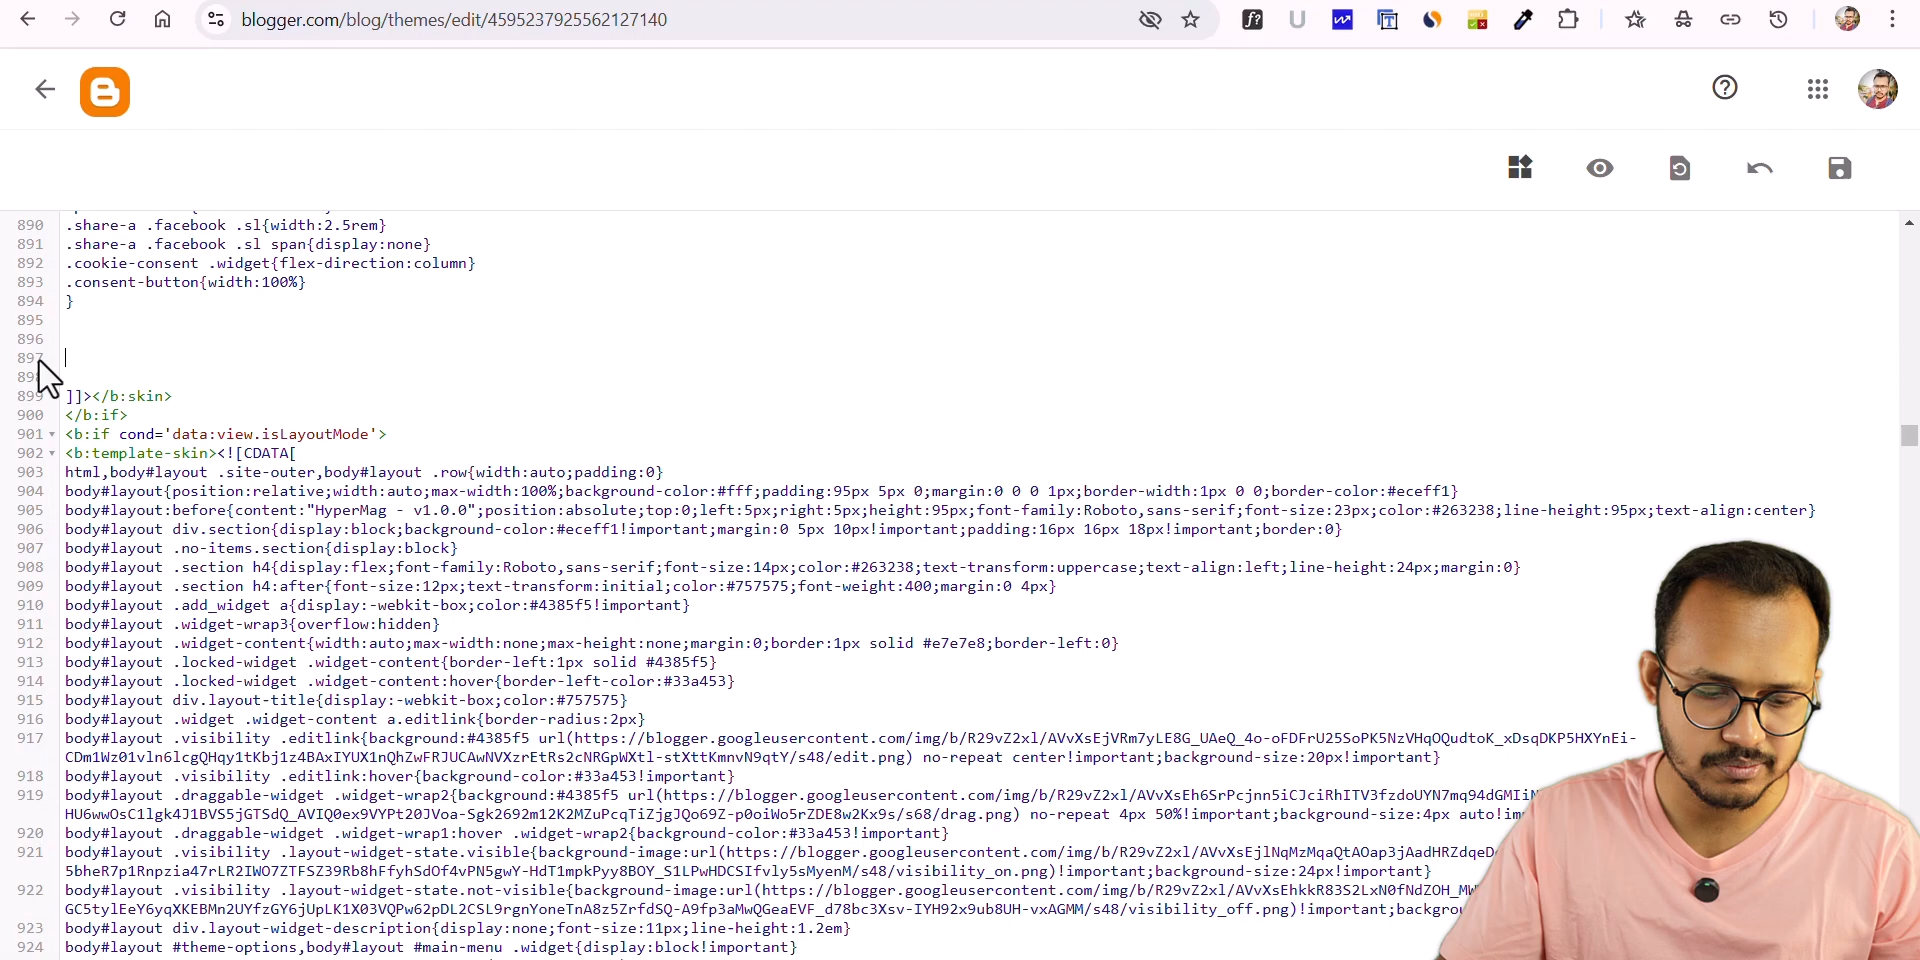 blogger.com/blog/themes/edit/4595237925562127140
890 .share-a .facebook .sl{width:2.5rem}
891 .share-a .facebook .sl span{display:none}
892 .cookie-consent .widget{flex-direction:column}
893 .consent-button{width:100%}
894 }
895
896
897
899 ]]></b:skin>
900 </b:if>
901 <b:if cond='data:view.isLayoutMode'>
902 <b:template-skin><![CDATA[
903 html,body#layout .site-outer,body#layout .row{width:auto;padding:0}
904 body#layout{position:relative;width:auto;max-width:100%;background-color:#fff;padding:95px 5px 0;margin:0 0 0 1px;border-width:1px 0 0;border-color:#eceff1}
905 body#layout:before{content:"HyperMag - v1.0.0";position:absolute;top:0;left:5px;right:5px;height:95px;font-family:Roboto,sans-serif;font-size:23px;color:#263238;line-height:95px;text-align:center}
906 body#layout div.section{display:block;background-color:#eceff1!important;margin:0 5px 10px!important;padding:16px 16px 18px!important;border:0}
907 body#layout .no-items.section{display:block}
908 body#layout .section h4{display:flex;font-family:Roboto,sans-serif;font-size:14px;color:#263238;text-transform:uppercase;text-align:left;line-height:24px;margin:0}
909 body#layout .section h4:after{font-size:12px;text-transform:initial;color:#757575;font-weight:400;margin:0 4px}
910 body#layout .add_widget a{display:-webkit-box;color:#4385f5!important}
911 body#layout .widget-wrap3{overflow:hidden}
912 body#layout .widget-content{width:auto;max-width:none;max-height:none;margin:0;border:1px solid #e7e7e8;border-left:0}
913 body#layout .locked-widget .widget-content{border-left:1px solid #4385f5}
914 body#layout .locked-widget .widget-content:hover{border-left-color:#33a453}
915 body#layout div.layout-title{display:-webkit-box;color:#757575}
916 body#layout .widget .widget-content a.editlink{border-radius:2px}
917 body#layout .visibility .editlink{background:#4385f5 url(https://blogger.googleusercontent.com/img/b/R29vZ2xl/AVvXsEjVRm7yLE8G_UAeQ_4o-oFDFrU25SoPK5NzVHqOQudtoK_xDsqDKP5HXYnEi-
CDm1Wz01vln6lcgQHqy1tKbj1z4BAxIYUX1nQhZwFRJUCAwNVXzrEtRs2cNRGpWXtl-stXttKmnvN9qtY/s48/edit.png) no-repeat center!important;background-size:20px!important}
918 body#layout .visibility .editlink:hover{background-color:#33a453!important}
919 body#layout .draggable-widget .widget-wrap2{background:#4385f5 url(https://blogger.googleusercontent.com/img/b/R29vZ2xl/AVvXsEh6SrPcjnn5iCJciRhITV3fzdoUYN7mq94dGMIiN
HU6wwOsC1lgk4J1BVS5jGTSdQ_AVIQ0ex9VYPt20JVoa-Sgk2692m12K2MZuPcqTiZjgJQo69Z-p0oiWo5rZDE8w2Kx9s/s68/drag.png) no-repeat 4px 50%!important;background-size:4px auto!im
920 body#layout .draggable-widget .widget-wrap1:hover .widget-wrap2{background-color:#33a453!important}
921 body#layout .visibility .layout-widget-state.visible{background-image:url(https://blogger.googleusercontent.com/img/b/R29vZ2xl/AVvXsEjlNqMzMqaQtAOap3jAadHRZdqeD
5bheR7p1Rnpzia47rLR2IWO7ZTFSZ39Rb8hFfyhSdOf4vPN5gwY-HdT1mpkPyy8BOY_S1LPwHDCSIfvly5sMyenM/s48/visibility_on.png)!important;background-size:24px!important}
922 body#layout .visibility .layout-widget-state.not-visible{background-image:url(https://blogger.googleusercontent.com/img/b/R29vZ2xl/AVvXsEhkkR83S2LxN0fNdZOH_MW
GC5tylEeY6yqXKEBMn2UYfzGY6jUpLK1X03VQPw62pDL2CSL9rgnYoneTnA8z5ZrfdSQ-A9fp3aMwQGeaEVF_d78bc3Xsv-IYH92x9ub8UH-vxAGMM/s48/visibility_off.png)!important;backgrou
923 body#layout div.layout-widget-description{display:none;font-size:11px;line-height:1.2em}
924 body#layout #theme-options,body#layout #main-menu .widget{display:block!important}